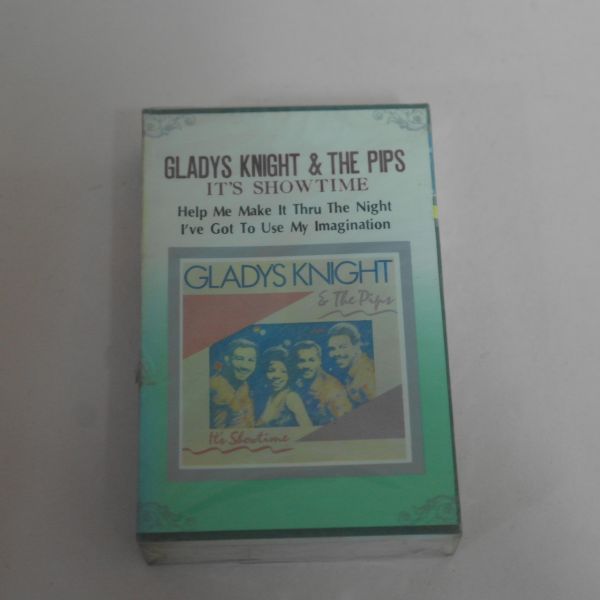 GLADYS KNIGHT & THE PIPS
IT'S SHOWTIME
Help Me Make It Thru The Night
I've Got To Use My Imagination
GLADYS KNIGHT
& The Pips
It's Showtime